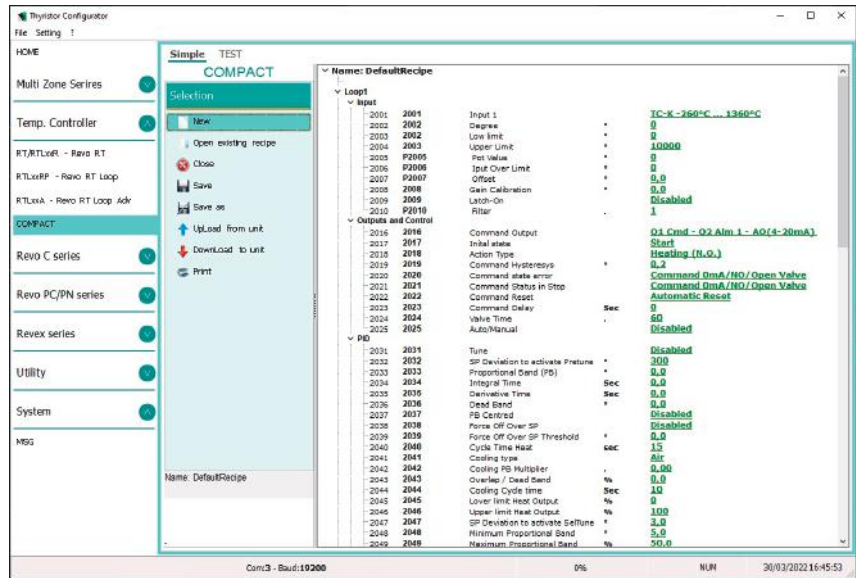 Thyristor Configurator
File Setting ?
HOME
Multi Zone Serires
Temp. Controller
RT/RTLxxR - Revo RT
RTLxxRP - Revo RT Loop
RTLxxA - Revo RT Loop Adv
COMPACT
Revo C series
Revo PC/PN series
Revex series
Utility
System
MSG
Simple TEST
COMPACT
Selection
New
Open existing recipe
Close
Save
Save as
UpLoad from unit
DownLoad to unit
Print
Name: DefaultRecipe
Name: DefaultRecipe
Loop1
Input
2001 2001 Input 1 TC-K -260°C ... 1360°C
2002 2002 Degree ° 0
2003 2002 Low limit ° 0
2004 2003 Upper Limit ° 10000
2005 P2005 Pot Value ° 0
2006 P2006 Iput Over Limit ° 0
2007 P2007 Offset ° 0,0
2008 2008 Gain Calibration ° 0,0
2009 2009 Latch-On Disabled
2010 P2010 Filter . 1
Outputs and Control
2016 2016 Command Output O1 Cmd - O2 Alm 1 - AO(4-20mA)
2017 2017 Inital state Start
2018 2018 Action Type Heating (N.O.)
2019 2019 Command Hysteresys ° 0,2
2020 2020 Command state error Command 0mA/NO/Open Valve
2021 2021 Command Status in Stop Command 0mA/NO/Open Valve
2022 2022 Command Reset Automatic Reset
2023 2023 Command Delay Sec 0
2024 2024 Valve Time . 60
2025 2025 Auto/Manual Disabled
PID
2031 2031 Tune Disabled
2032 2032 SP Deviation to activate Pretune ° 300
2033 2033 Proportional Band (PB) ° 0,0
2034 2034 Integral Time Sec 0,0
2035 2035 Derivative Time Sec 0,0
2036 2036 Dead Band ° 0,0
2037 2037 PB Centred Disabled
2038 2038 Force Off Over SP Disabled
2039 2039 Force Off Over SP Threshold ° 0,0
2040 2040 Cycle Time Heat sec 15
2041 2041 Cooling type Air
2042 2042 Cooling PB Multiplier . 0,00
2043 2043 Overlap / Dead Band % 0,0
2044 2044 Cooling Cycle time Sec 10
2045 2045 Lover limit Heat Output % 0
2046 2046 Upper limit Heat Output % 100
2047 2047 SP Deviation to activate SelTune ° 3,0
2048 2048 Minimum Proportional Band ° 5,0
2049 2049 Maximum Proportional Band % 50,0
Com:3 - Baud:19200 0% NUM 30/03/2022 16:45:53